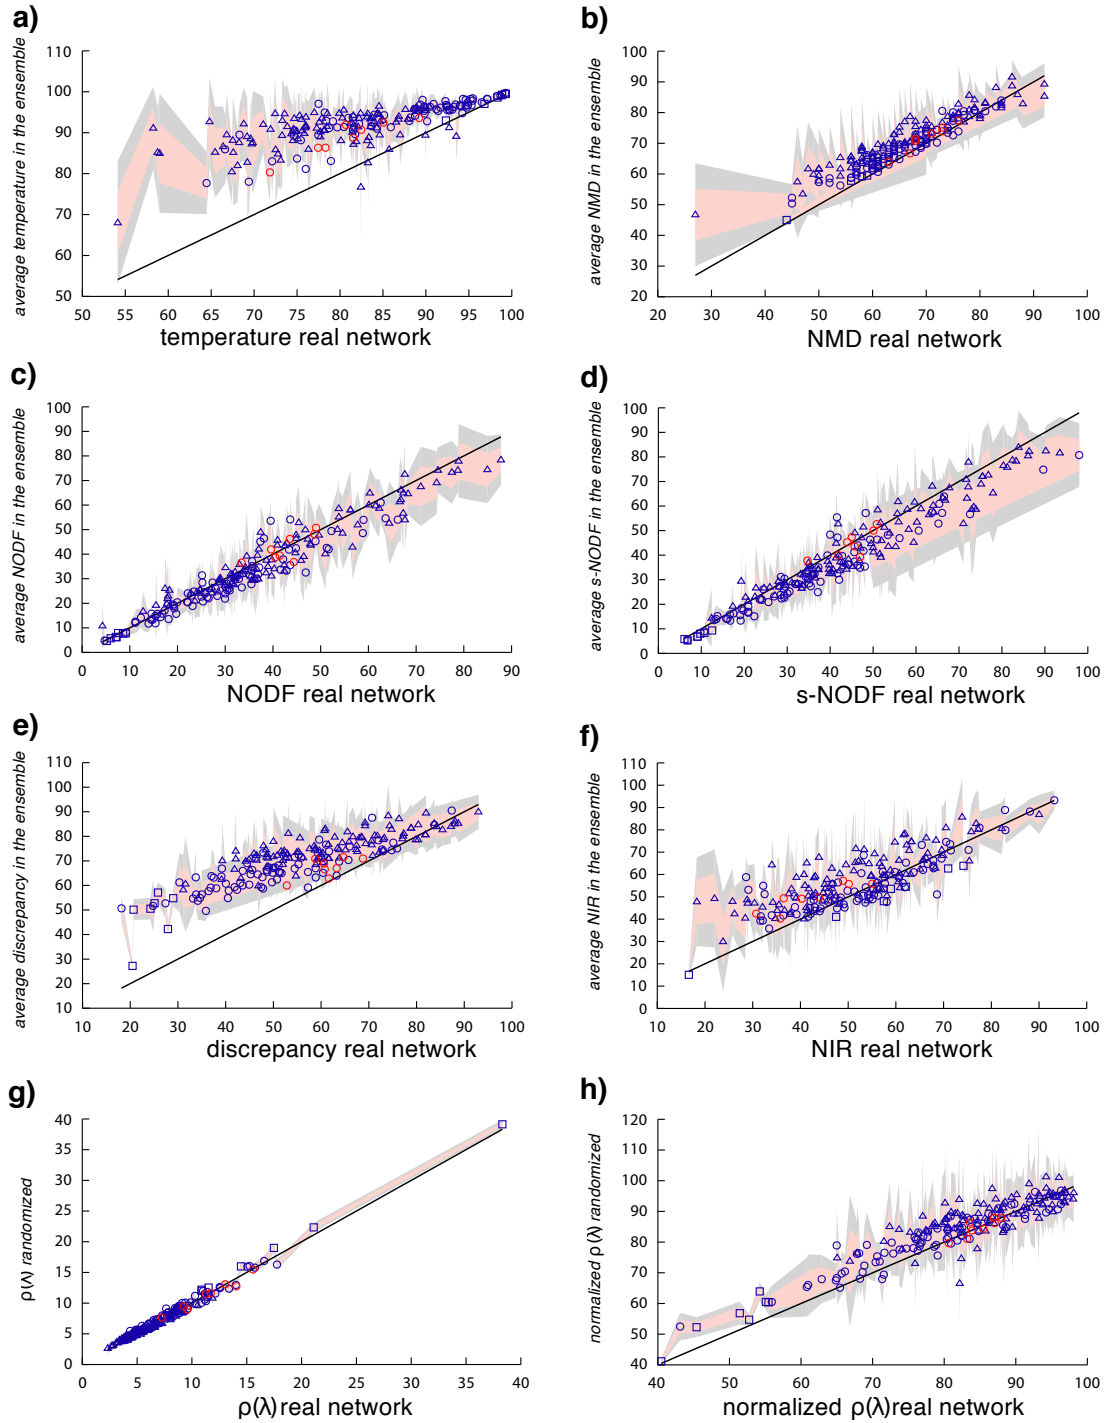 a)
average temperature in the ensemble
110
100
90
80
70
60
50
50 55 60 65 70 75 80 85 90 95 100
temperature real network
b)
average NMD in the ensemble
100
90
80
70
60
50
40
30
20
20 30 40 50 60 70 80 90 100
NMD real network
c)
average NODF in the ensemble
100
90
80
70
60
50
40
30
20
10
0
0 10 20 30 40 50 60 70 80 90
NODF real network
d)
average s-NODF in the ensemble
100
90
80
70
60
50
40
30
20
10
0
0 10 20 30 40 50 60 70 80 90 100
s-NODF real network
e)
average discrepancy in the ensemble
110
100
90
80
70
60
50
40
30
20
10
10 20 30 40 50 60 70 80 90 100
discrepancy real network
f)
average NIR in the ensemble
110
100
90
80
70
60
50
40
30
20
10
0
10 20 30 40 50 60 70 80 90 100
NIR real network
g)
ρ(λ) randomized
40
35
30
25
20
15
10
5
0
0 5 10 15 20 25 30 35 40
ρ(λ) real network
h)
normalized ρ(λ) randomized
120
110
100
90
80
70
60
50
40
40 50 60 70 80 90 100
normalized ρ(λ) real network